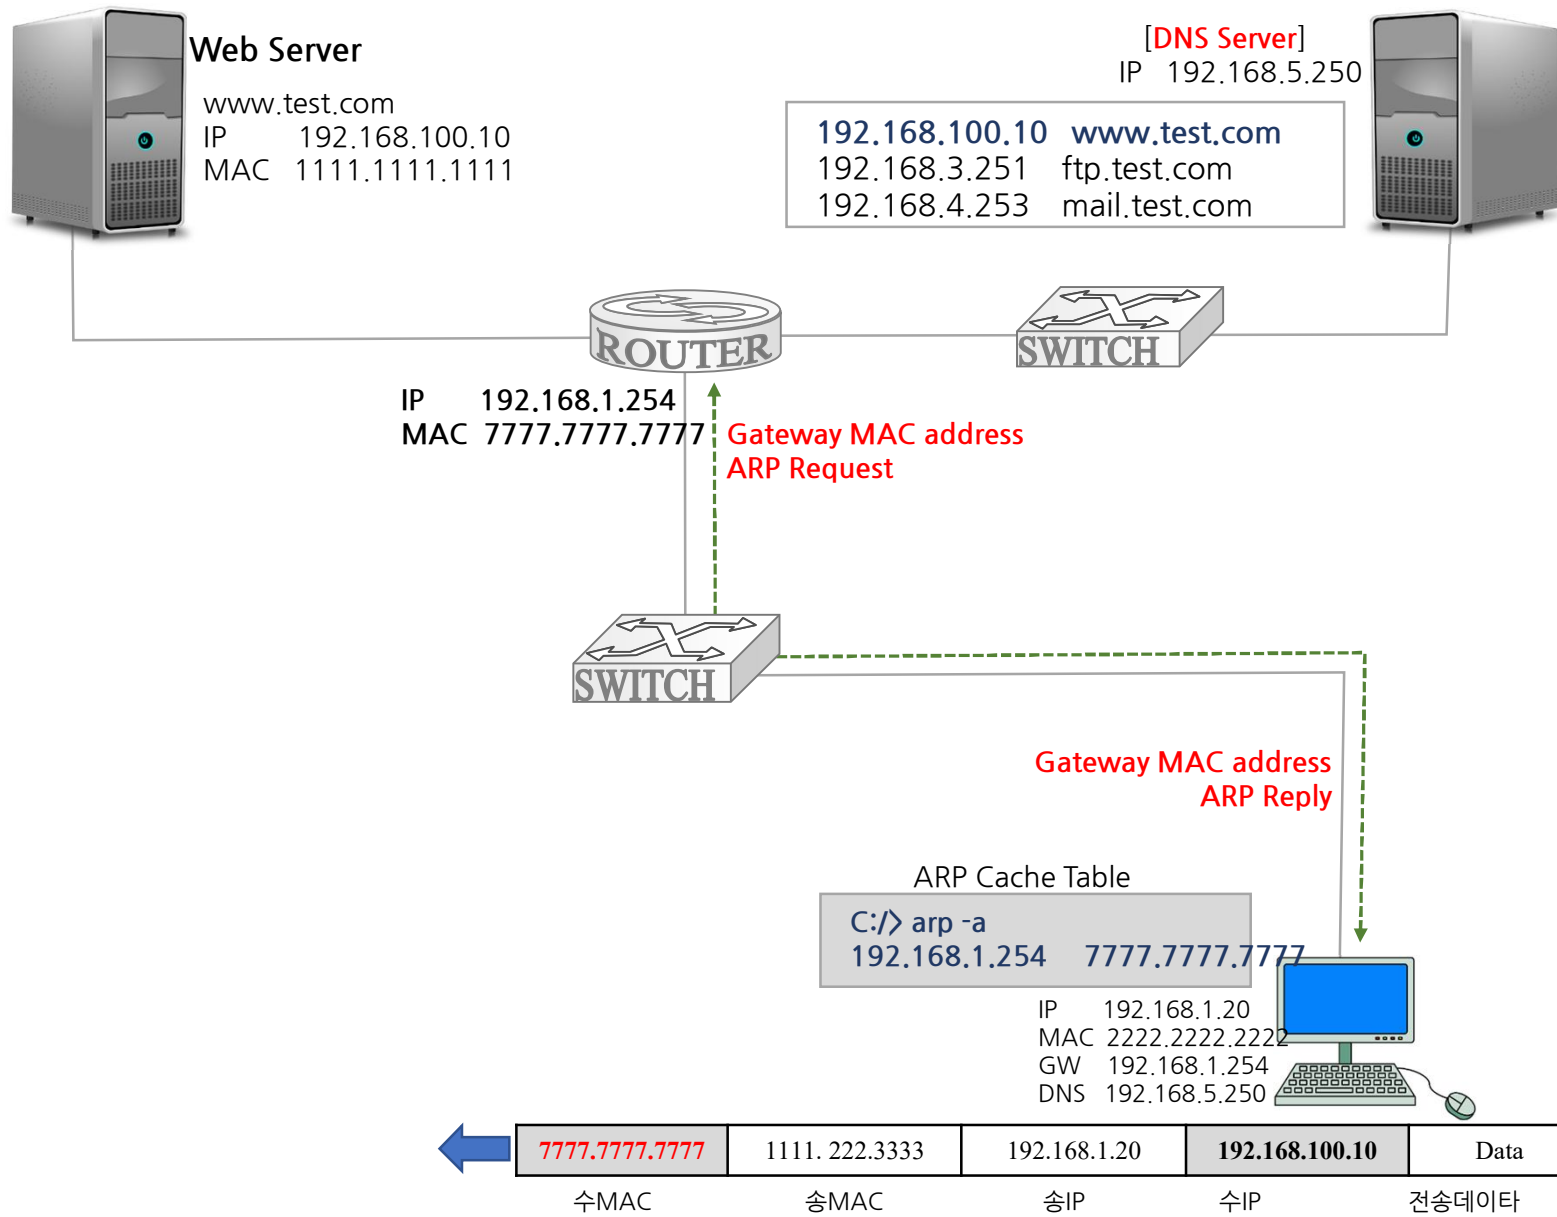 Web Server
www.test.com
IP 192.168.100.10
MAC 1111.1111.1111
[DNS Server]
IP 192.168.5.250
192.168.100.10 www.test.com
192.168.3.251 ftp.test.com
192.168.4.253 mail.test.com
ROUTER
SWITCH
IP 192.168.1.254
MAC 7777.7777.7777
Gateway MAC address
ARP Request
SWITCH
Gateway MAC address
ARP Reply
ARP Cache Table
C:/> arp -a
192.168.1.254 7777.7777.7777
IP 192.168.1.20
MAC 2222.2222.2222
GW 192.168.1.254
DNS 192.168.5.250
7777.7777.7777 1111. 222.3333 192.168.1.20 192.168.100.10 Data
수MAC 송MAC 송IP 수IP 전송데이타